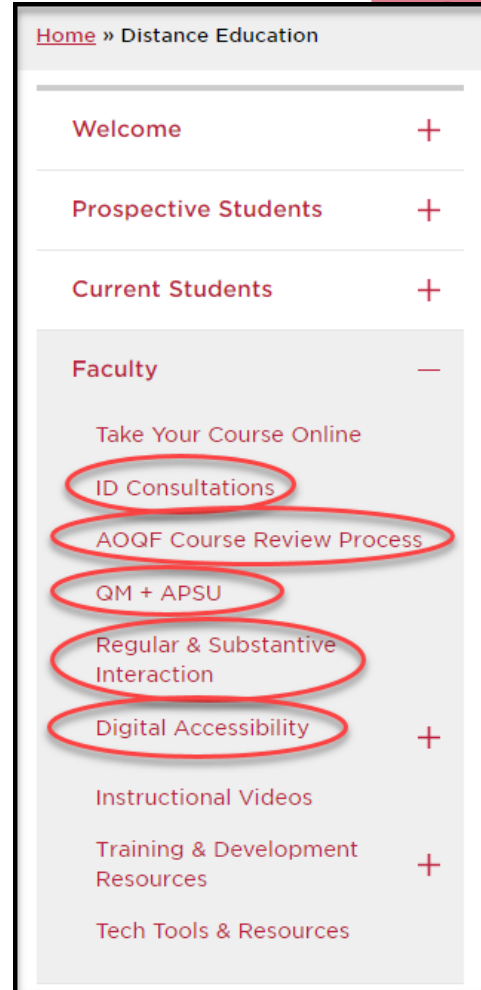 Home » Distance Education
Welcome +
Prospective Students +
Current Students +
Faculty —
Take Your Course Online
ID Consultations
AOQF Course Review Process
QM + APSU
Regular & Substantive
Interaction
Digital Accessibility +
Instructional Videos
Training & Development
Resources +
Tech Tools & Resources